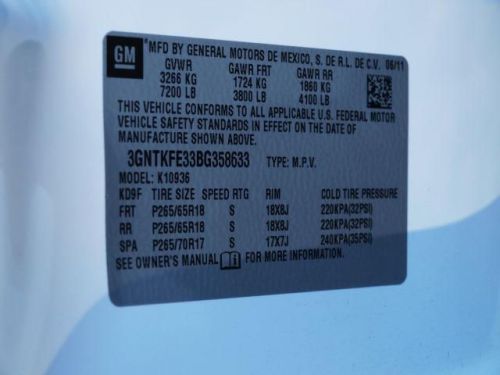 GM
MFD BY GENERAL MOTORS DE MEXICO, S. DE R.L. DE C.V. 06/11
GVWR GAWR FRT GAWR RR
3266 KG 1724 KG 1860 KG
7200 LB 3800 LB 4100 LB
THIS VEHICLE CONFORMS TO ALL APPLICABLE U.S. FEDERAL MOTOR
VEHICLE SAFETY STANDARDS IN EFFECT ON THE DATE OF
MANUFACTURE SHOWN ABOVE.
3GNTKFE33BG358633 TYPE: M.P.V.
MODEL: K10936
KD9F TIRE SIZE SPEED RTG RIM COLD TIRE PRESSURE
FRT P265/65R18 S 18X8J 220KPA(32PSI)
RR P265/65R18 S 18X8J 220KPA(32PSI)
SPA P265/70R17 S 17X7J 240KPA(35PSI)
SEE OWNER'S MANUAL FOR MORE INFORMATION.